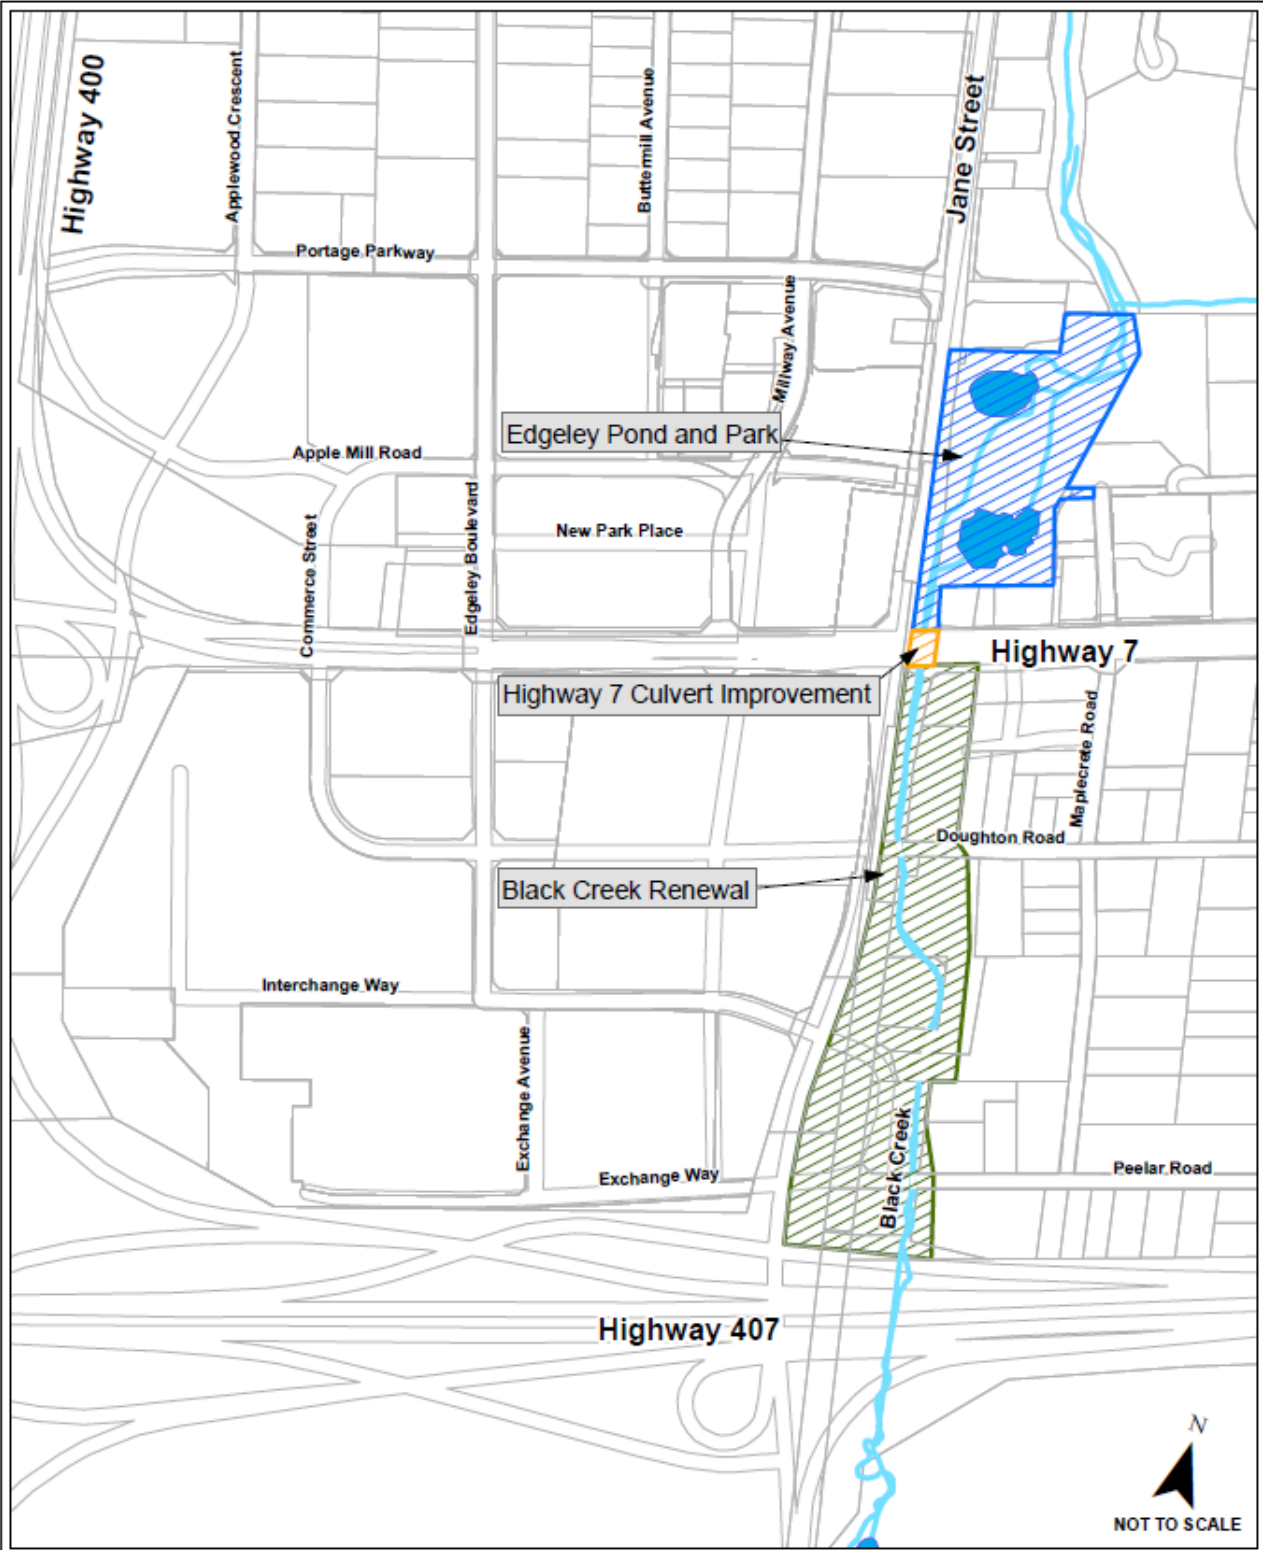 Highway 400
Applewood Crescent
Buttermill Avenue
Jane Street
Portage Parkway
Millway Avenue
Edgeley Pond and Park
Apple Mill Road
Edgeley Boulevard
Commerce Street
New Park Place
Highway 7
Highway 7 Culvert Improvement
Maplecrete Road
Doughton Road
Black Creek Renewal
Interchange Way
Exchange Avenue
Black Creek
Exchange Way
Peelar Road
Highway 407
N
NOT TO SCALE